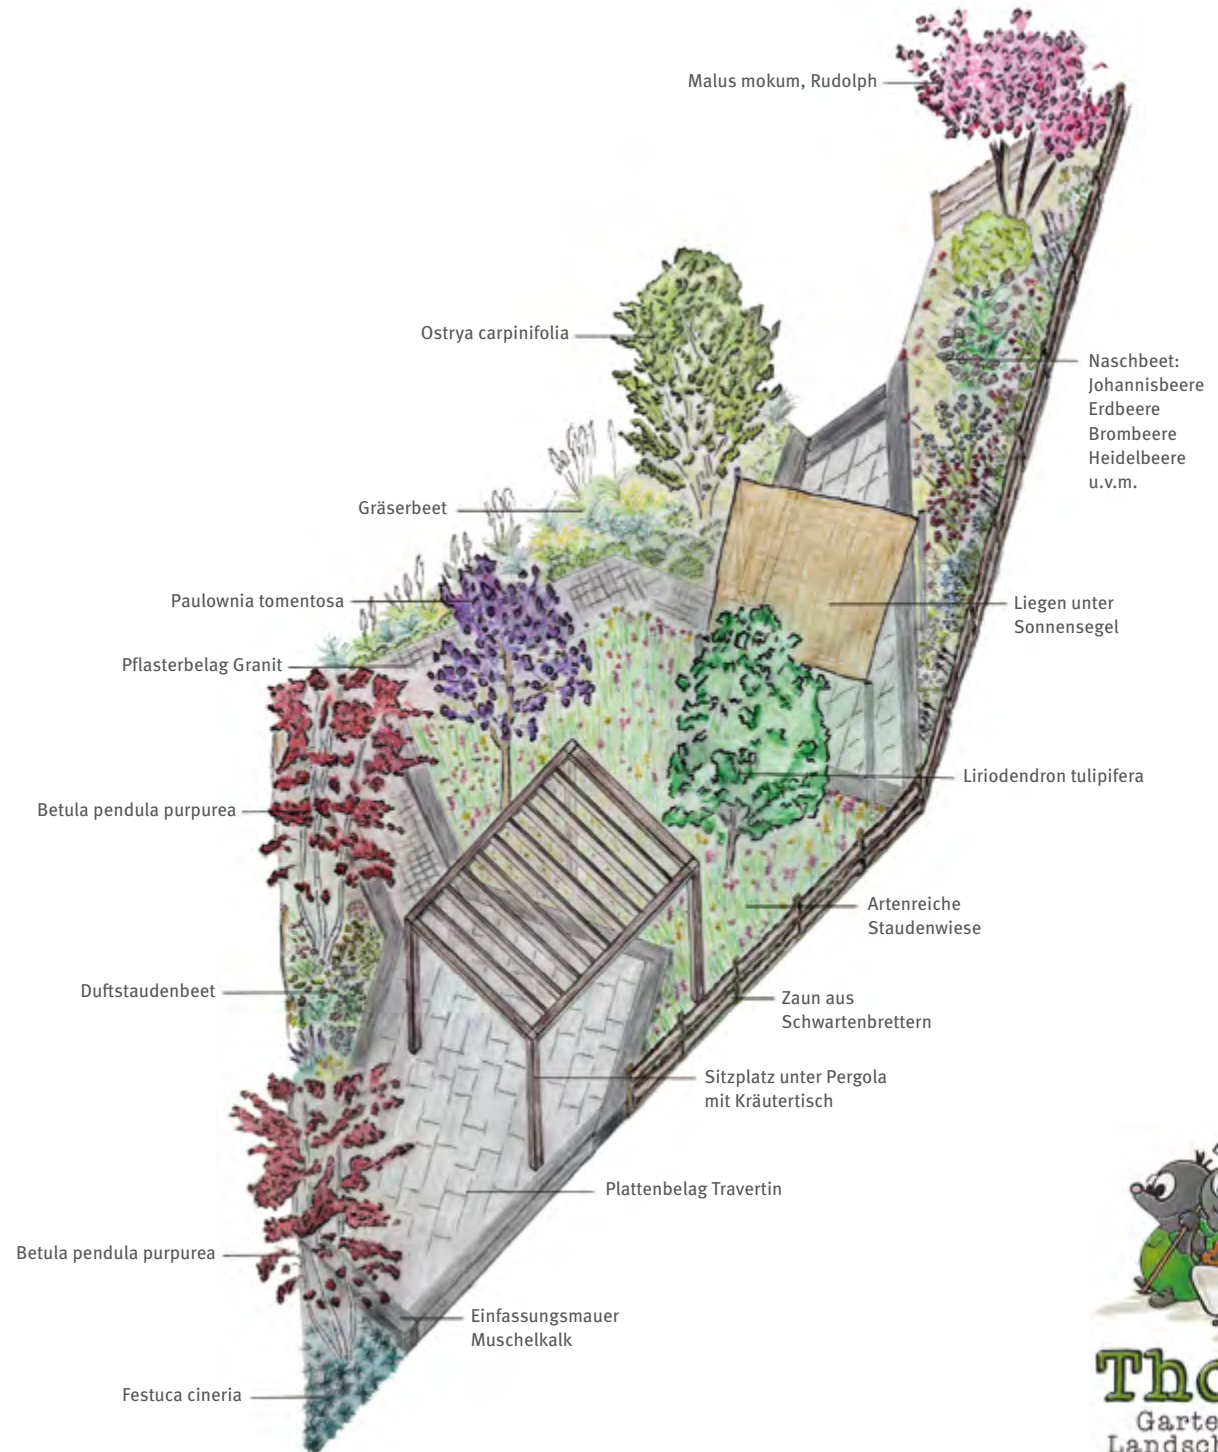 Malus mokum, Rudolph
Ostrya carpinifolia
Naschbeet:
Johannisbeere
Erdbeere
Brombeere
Heidelbeere
u.v.m.
Gräserbeet
Paulownia tomentosa
Liegen unter
Sonnensegel
Pflasterbelag Granit
Liriodendron tulipifera
Betula pendula purpurea
Artenreiche
Staudenwiese
Duftstaudenbeet
Zaun aus
Schwartenbrettern
Sitzplatz unter Pergola
mit Kräutertisch
Plattenbelag Travertin
Betula pendula purpurea
Einfassungsmauer
Muschelkalk
Festuca cineria